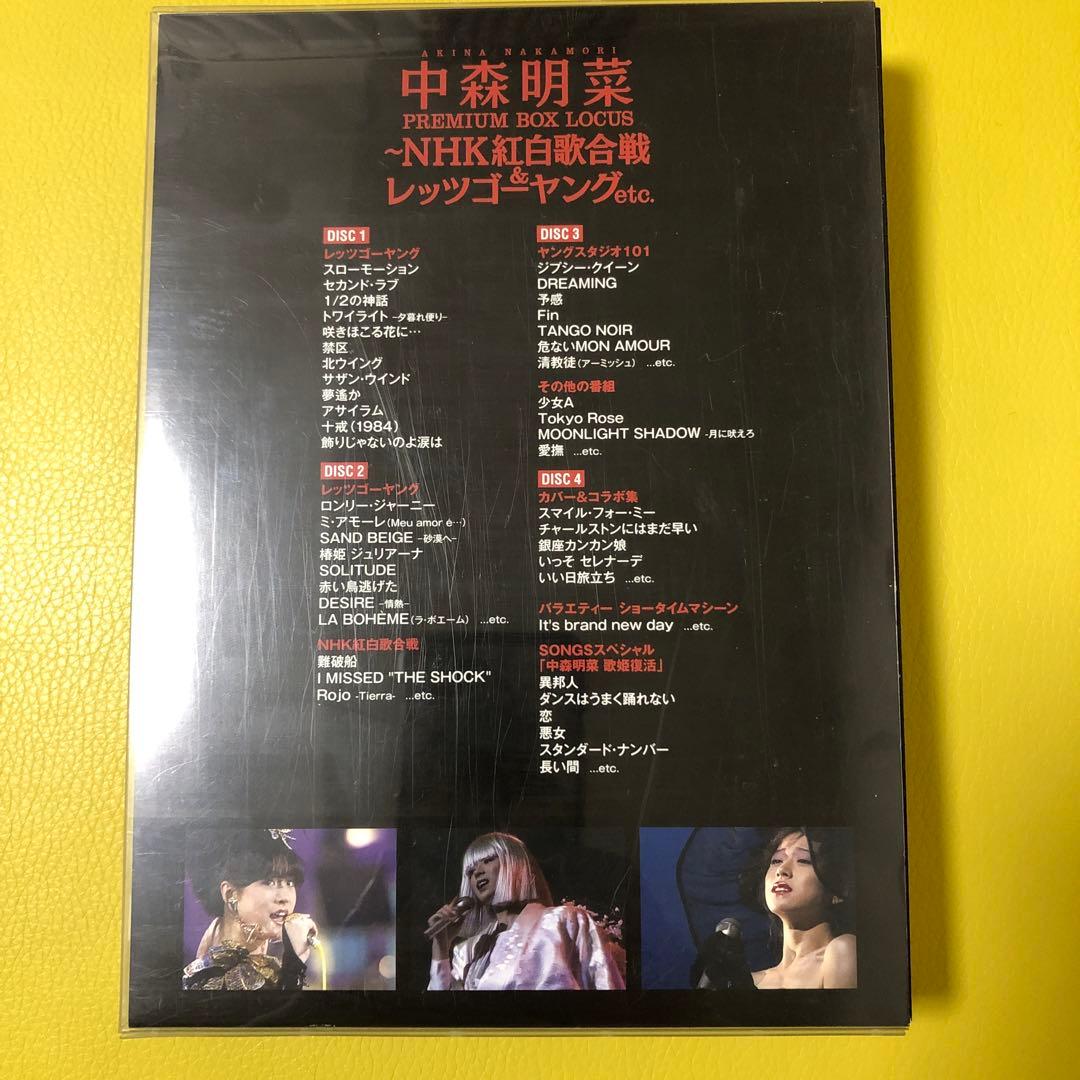 AKINA NAKAMORI
中森明菜
PREMIUM BOX LOCUS
~NHK紅白歌合戦
&
レッツゴーヤングetc.
DISC 1
レッツゴーヤング
スローモーション
セカンド・ラブ
1/2の神話
トワイライト -夕暮れ便り-
咲きほこる花に…
禁区
北ウイング
サザン・ウインド
夢遙か
アサイラム
十戒(1984)
飾りじゃないのよ涙は
DISC 2
レッツゴーヤング
ロンリー・ジャーニー
ミ・アモーレ(Meu amor é…)
SAND BEIGE -砂漠へ-
椿姫 ジュリアーナ
SOLITUDE
赤い鳥逃げた
DESIRE -情熱-
LA BOHÈME(ラ・ボエーム) ...etc.
NHK紅白歌合戦
難破船
I MISSED "THE SHOCK"
Rojo -Tierra- ...etc.
DISC 3
ヤングスタジオ101
ジプシー・クイーン
DREAMING
予感
Fin
TANGO NOIR
危ないMON AMOUR
清教徒(アーミッシュ) ...etc.
その他の番組
少女A
Tokyo Rose
MOONLIGHT SHADOW -月に吠えろ
愛撫 ...etc.
DISC 4
カバー&コラボ集
スマイル・フォー・ミー
チャールストンにはまだ早い
銀座カンカン娘
いっそ セレナーデ
いい日旅立ち ...etc.
バラエティー ショータイムマシーン
It's brand new day ...etc.
SONGSスペシャル
「中森明菜 歌姫復活」
異邦人
ダンスはうまく踊れない
恋
悪女
スタンダード・ナンバー
長い間 ...etc.